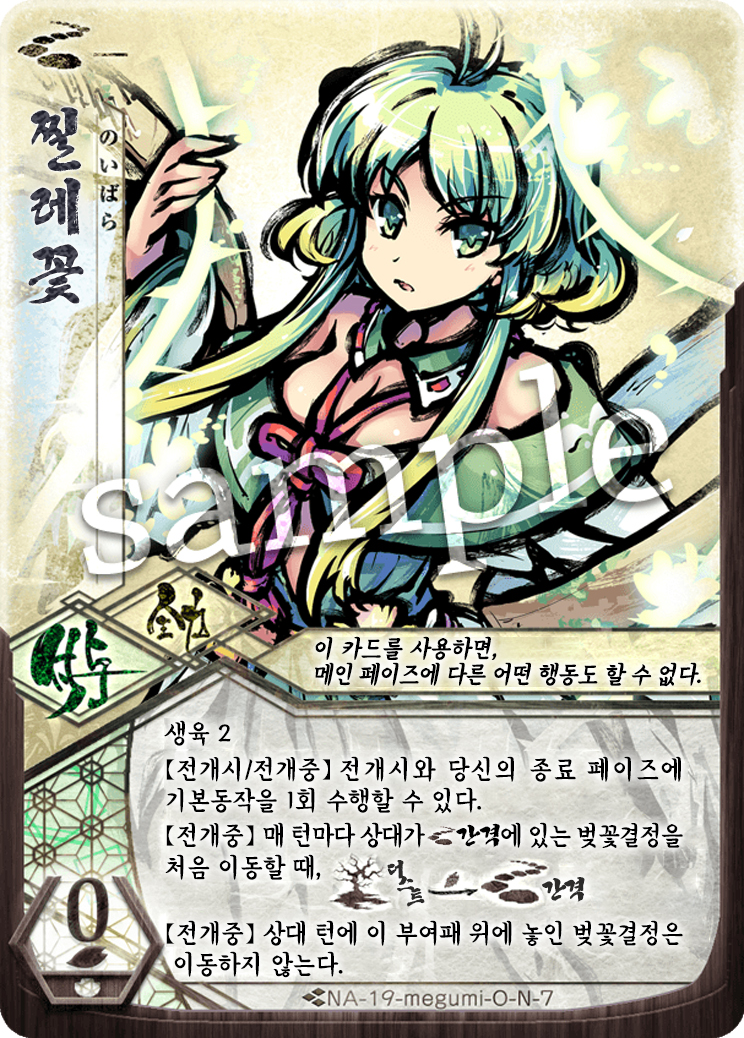 찔레꽃
のいばら
sample
부여
전력
이 카드를 사용하면,
메인 페이즈에 다른 어떤 행동도 할 수 없다.
생육 2
【전개시/전개중】 전개시와 당신의 종료 페이즈에
기본동작을 1회 수행할 수 있다.
【전개중】 매 턴마다 상대가 간격에 있는 벚꽃결정을
처음 이동할 때, 더스트 간격
【전개중】 상대 턴에 이 부여패 위에 놓인 벚꽃결정은
이동하지 않는다.
0
NA-19-megumi-O-N-7